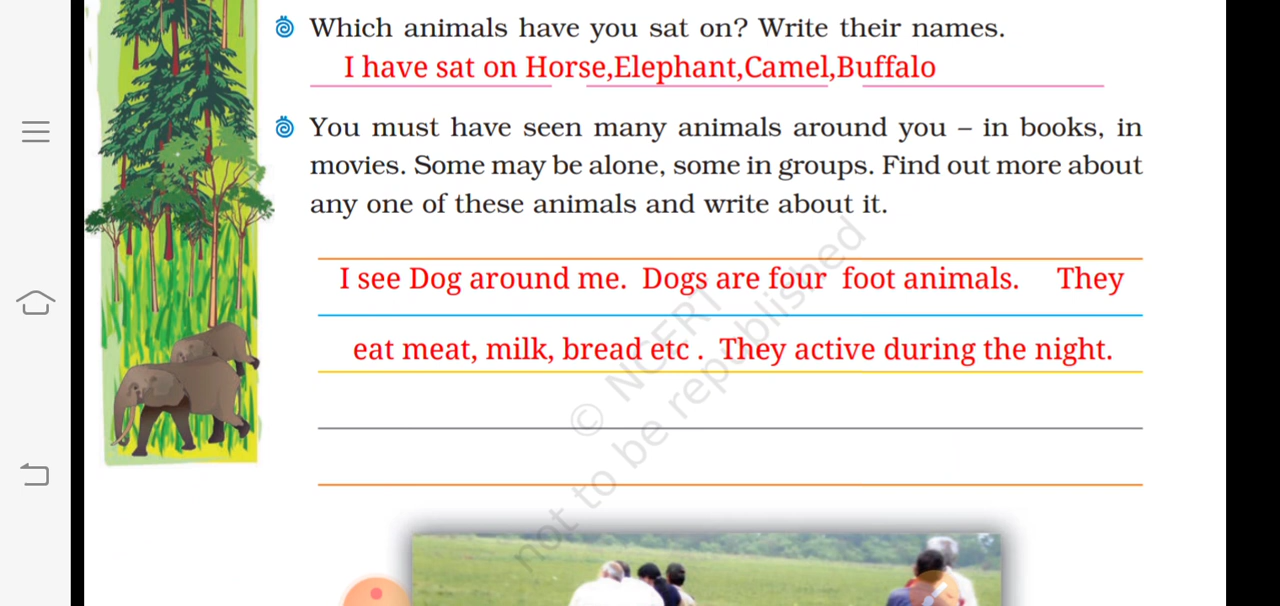 Which animals have you sat on? Write their names.
I have sat on Horse,Elephant,Camel,Buffalo
You must have seen many animals around you – in books, in
movies. Some may be alone, some in groups. Find out more about
any one of these animals and write about it.
I see Dog around me. Dogs are four foot animals. They
eat meat, milk, bread etc . They active during the night.
© NCERT
not to be republished